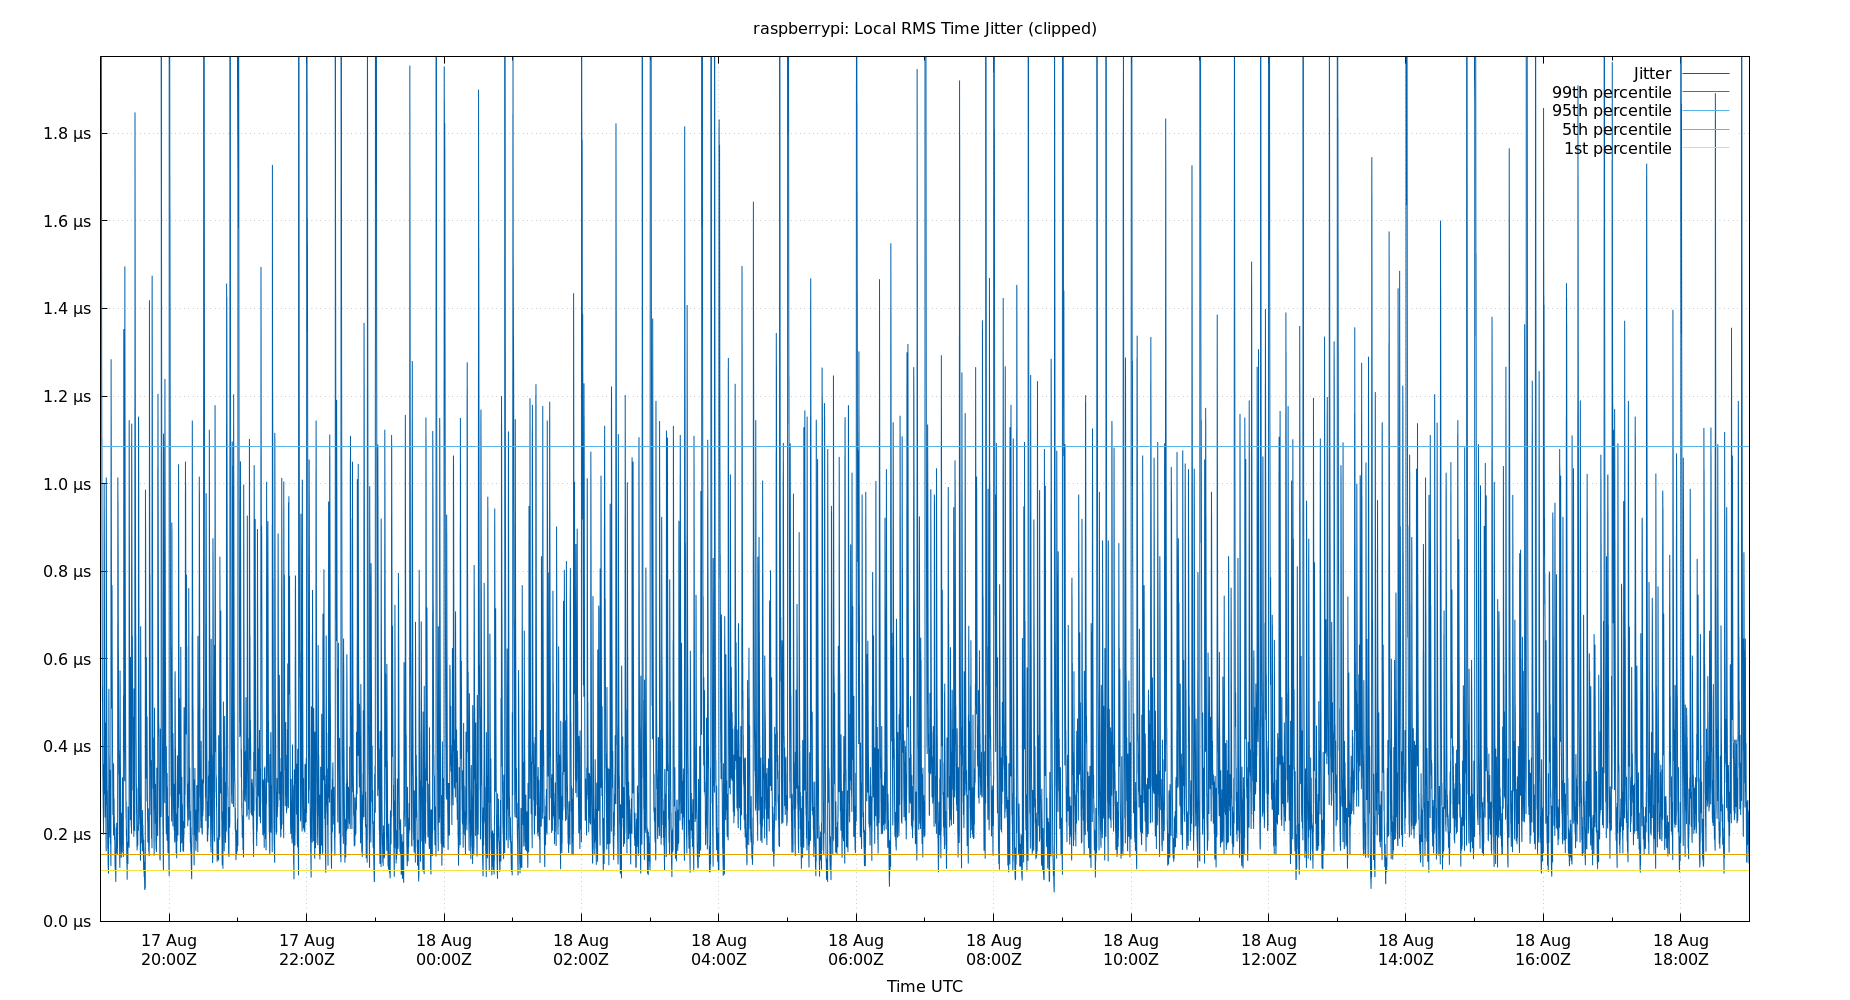 raspberrypi: Local RMS Time Jitter (clipped)
Jitter
99th percentile
95th percentile
5th percentile
1st percentile
1.8 µs
1.6 µs
1.4 µs
1.2 µs
1.0 µs
0.8 µs
0.6 µs
0.4 µs
0.2 µs
0.0 µs
17 Aug 17 Aug 18 Aug 18 Aug 18 Aug 18 Aug 18 Aug 18 Aug 18 Aug 18 Aug 18 Aug 18 Aug
20:00Z 22:00Z 00:00Z 02:00Z 04:00Z 06:00Z 08:00Z 10:00Z 12:00Z 14:00Z 16:00Z 18:00Z
Time UTC